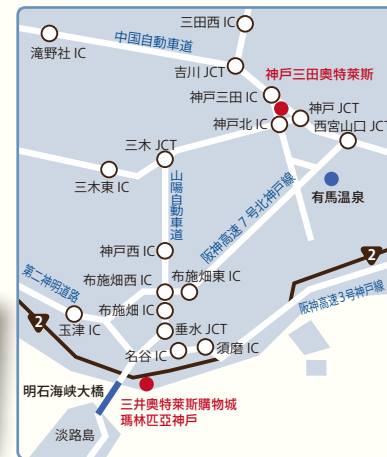 三田西 IC
滝野社 IC
中国自動車道
吉川 JCT
神戸三田奥特萊斯
神戸三田 IC
神戸 JCT
神戸北 IC
西宮山口 JCT
三木 JCT
三木東 IC
山陽自動車道
阪神高速7号北神戸線
有馬温泉
神戸西 IC
第二神明道路
布施畑西 IC
布施畑東 IC
2
阪神高速3号神戸線
布施畑 IC
2
玉津 IC
垂水 JCT
名谷 IC
須磨 IC
明石海峡大橋
三井奧特萊斯購物城
瑪林匹亞神戸
淡路島